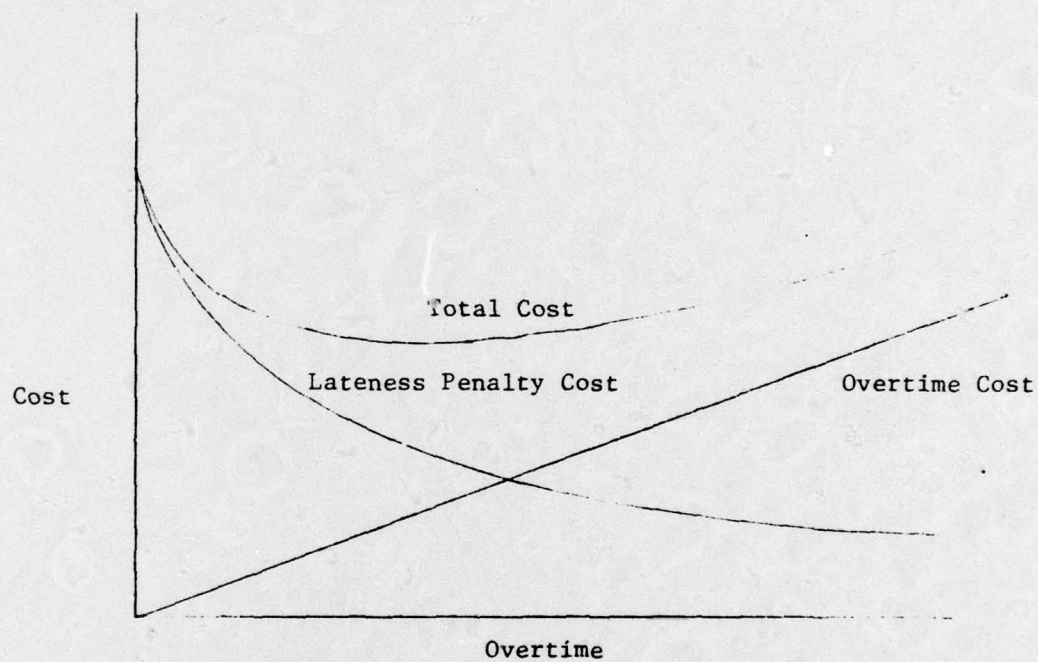 Total Cost
Lateness Penalty Cost
Overtime Cost
Cost
Overtime